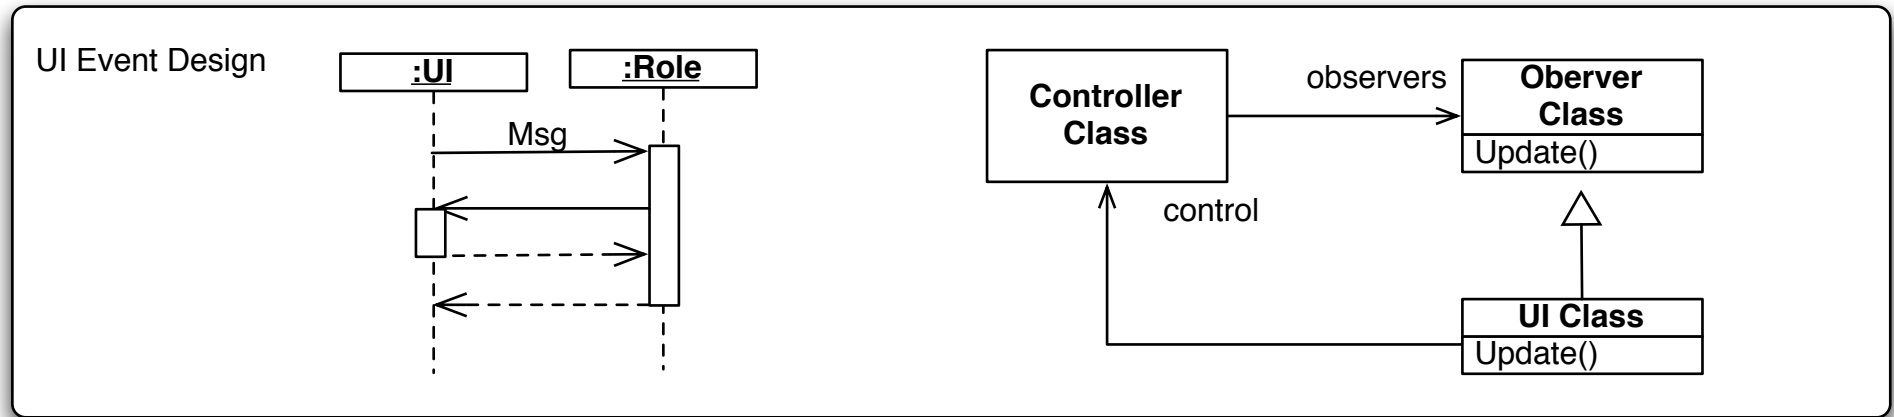 UI Event Design
:UI
:Role
Msg
Controller
Class
observers
control
Oberver
Class
Update()
UI Class
Update()